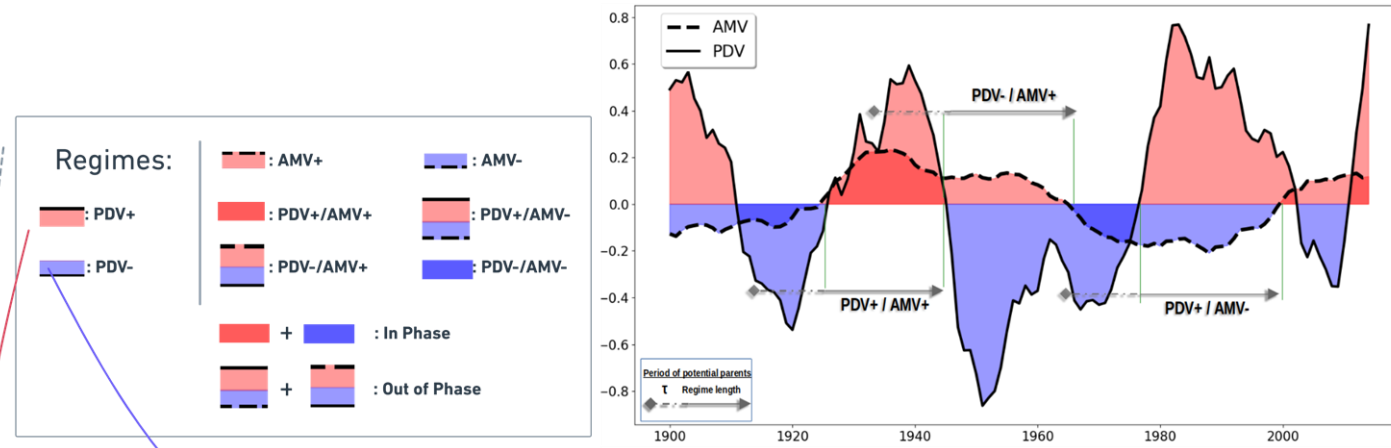 Regimes:
: PDV+
: PDV-
: AMV+
: AMV-
: PDV+/AMV+
: PDV+/AMV-
: PDV-/AMV+
: PDV-/AMV-
+
: In Phase
+
: Out of Phase
AMV
PDV
0.8
0.6
0.4
0.2
0.0
−0.2
−0.4
−0.6
−0.8
PDV- / AMV+
PDV+ / AMV+
PDV+ / AMV-
Period of potential parents
τ Regime length
1900 1920 1940 1960 1980 2000